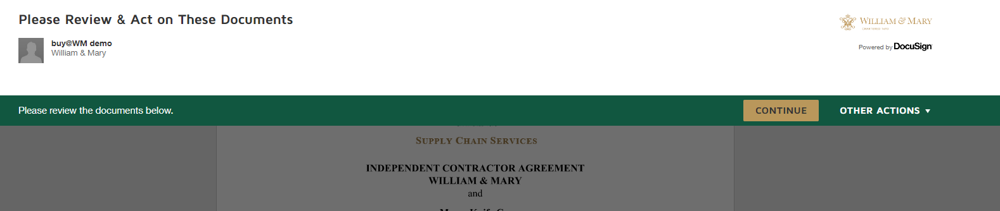 Please Review & Act on These Documents
buy@WM demo
William & Mary
WILLIAM & MARY
CHARTERED 1693
Powered by DocuSign
Please review the documents below.
CONTINUE
OTHER ACTIONS
SUPPLY CHAIN SERVICES
INDEPENDENT CONTRACTOR AGREEMENT
WILLIAM & MARY
and